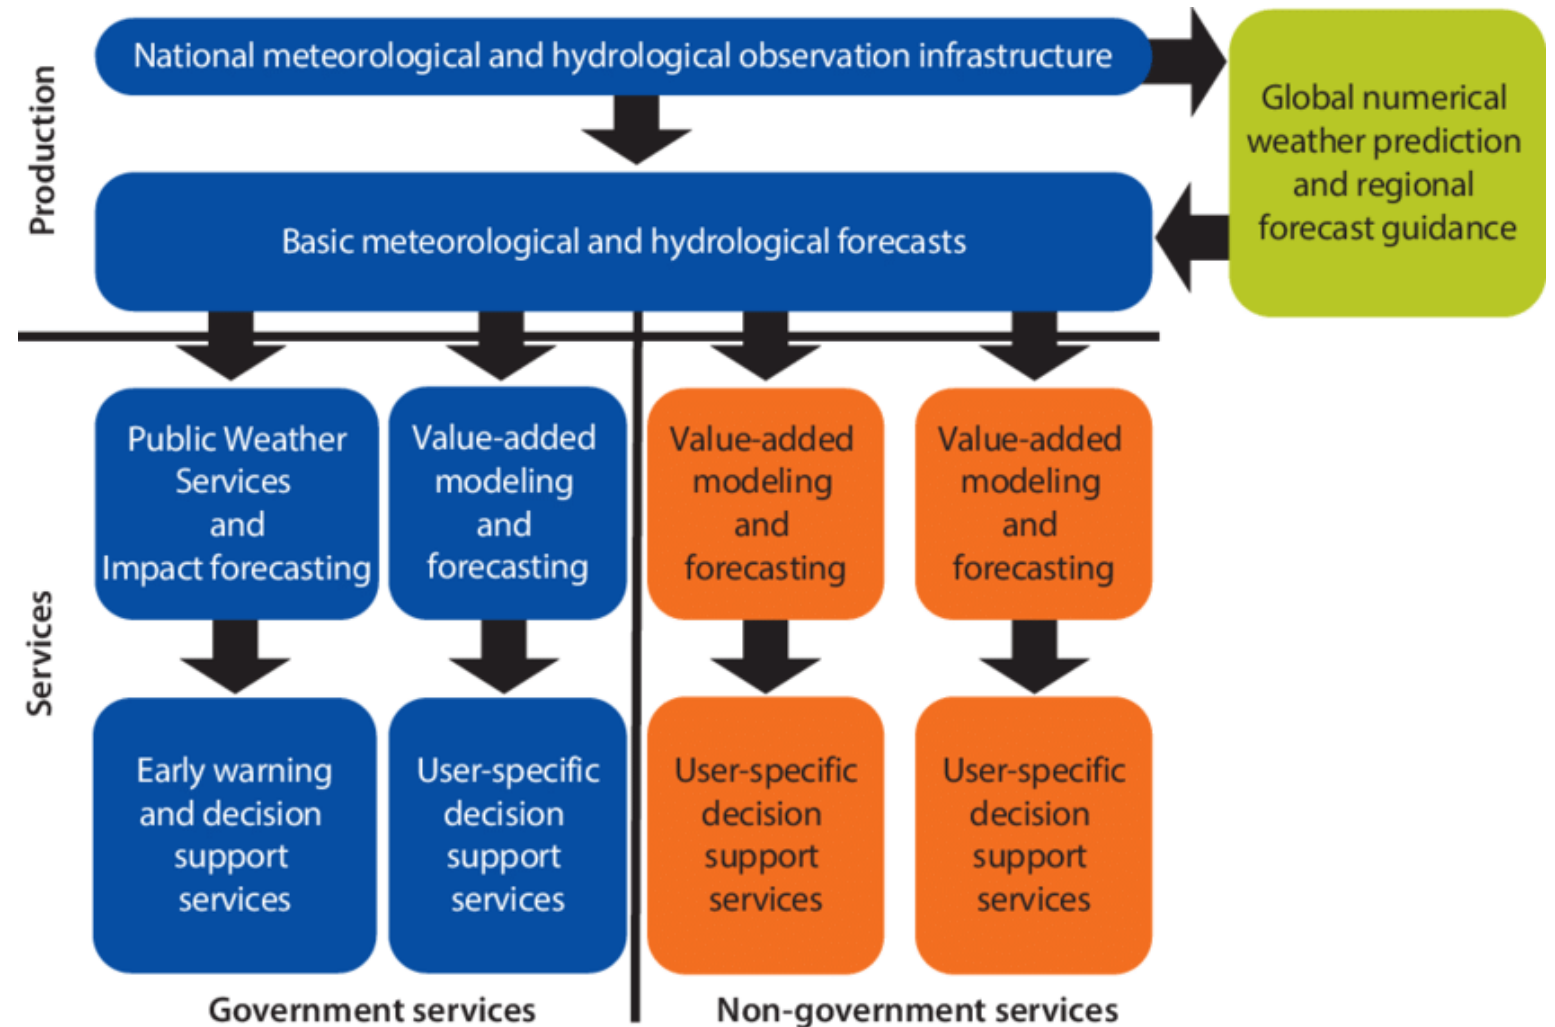 Production
National meteorological and hydrological observation infrastructure
Global numerical
weather prediction
and regional
forecast guidance
Basic meteorological and hydrological forecasts
Services
Public Weather
Services
and
Impact forecasting
Value-added
modeling
and
forecasting
Value-added
modeling
and
forecasting
Value-added
modeling
and
forecasting
Early warning
and decision
support
services
User-specific
decision
support
services
User-specific
decision
support
services
User-specific
decision
support
services
Government services
Non-government services